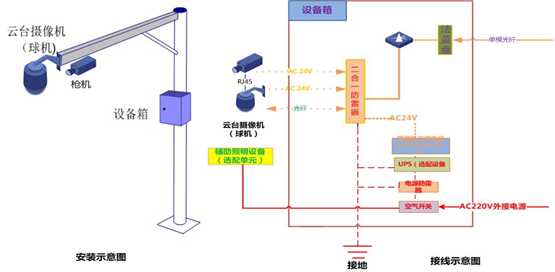 云台摄像机
（球机）
枪机
设备箱
安装示意图
设备箱
法兰盘
单模光纤
AC 24V
RJ45
AC 24V
二合一防雷器
光纤
云台摄像机
（球机）
AC24V
辅助照明设备
（选配单元）
UPS（选配设备
电源防雷
器
空气开关
AC220V外接电源
接地
接线示意图